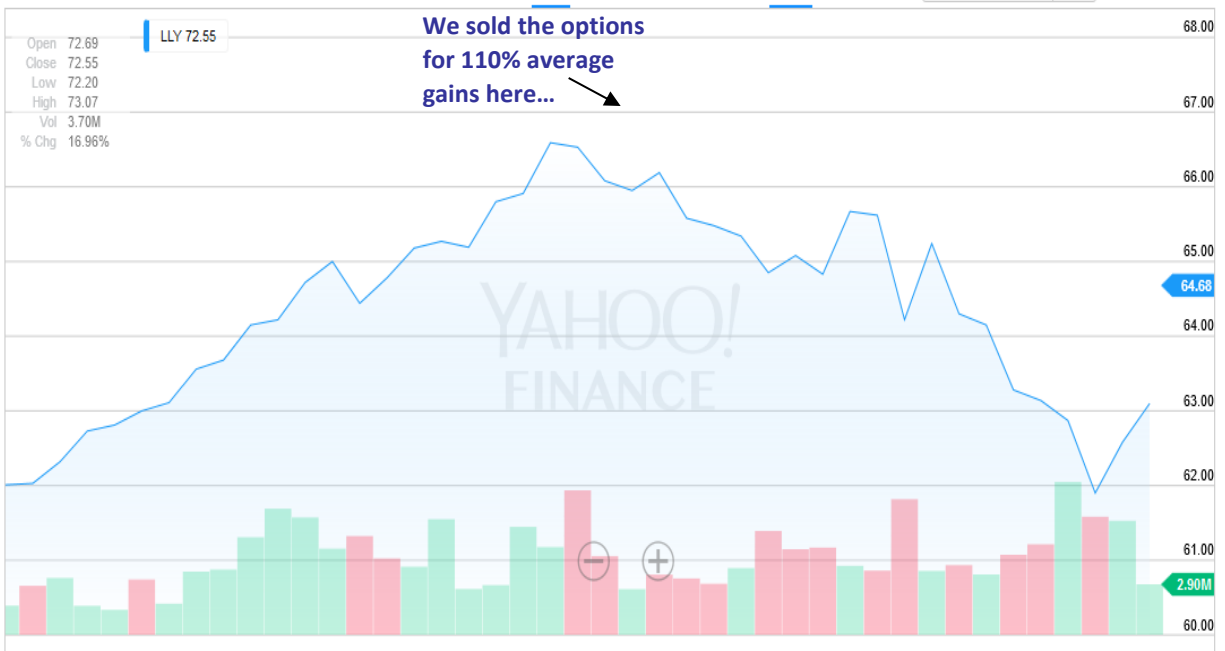 We sold the options
for 110% average
gains here…
LLY 72.55
Open 72.69
Close 72.55
Low 72.20
High 73.07
Vol 3.70M
% Chg 16.96%
68.00
67.00
66.00
65.00
64.68
64.00
63.00
62.00
61.00
2.90M
60.00
YAHOO!
FINANCE